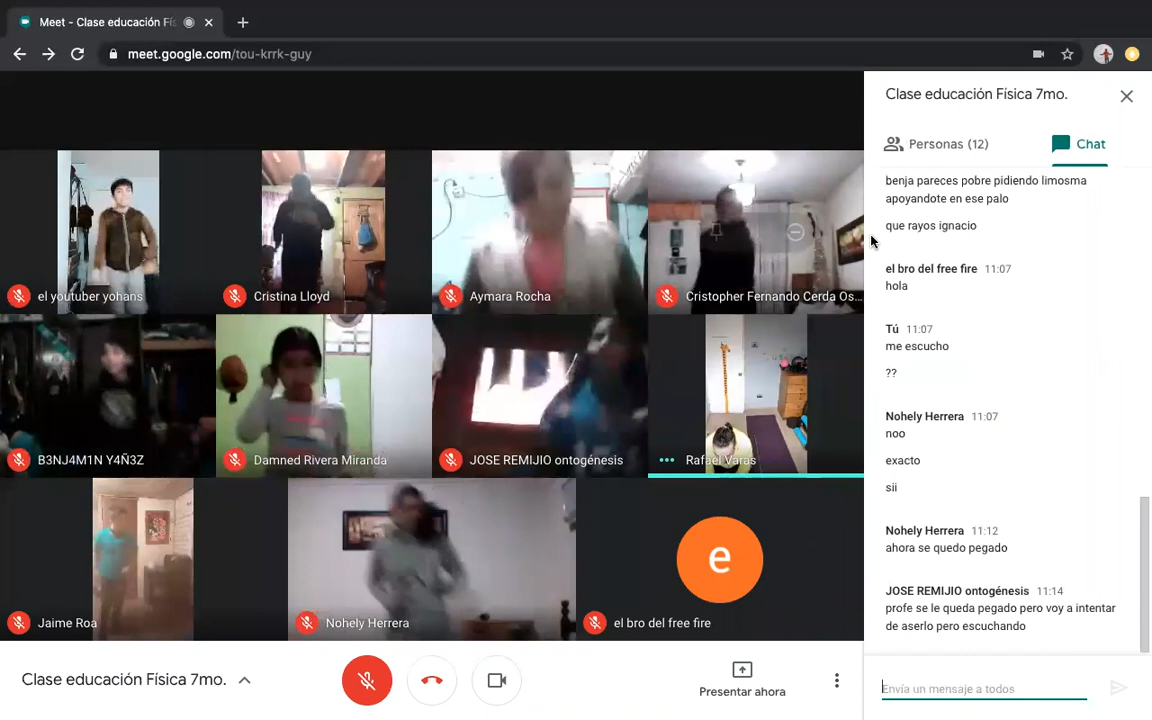 Meet - Clase educación Fís
meet.google.com/tou-krrk-guy
Clase educación Física 7mo.
Personas (12)
Chat
benja pareces pobre pidiendo limosma
apoyandote en ese palo
que rayos ignacio
el bro del free fire 11:07
hola
Tú 11:07
me escucho
??
Nohely Herrera 11:07
noo
exacto
sii
Nohely Herrera 11:12
ahora se quedo pegado
JOSE REMIJIO ontogénesis 11:14
profe se le queda pegado pero voy a intentar
de aserlo pero escuchando
Envía un mensaje a todos
el youtuber yohans
Cristina Lloyd
Aymara Rocha
Cristopher Fernando Cerda Os...
B3NJ4M1N Y4Ñ3Z
Damned Rivera Miranda
JOSE REMIJIO ontogénesis
Rafael Varas
Jaime Roa
Nohely Herrera
e
el bro del free fire
Clase educación Física 7mo.
Presentar ahora